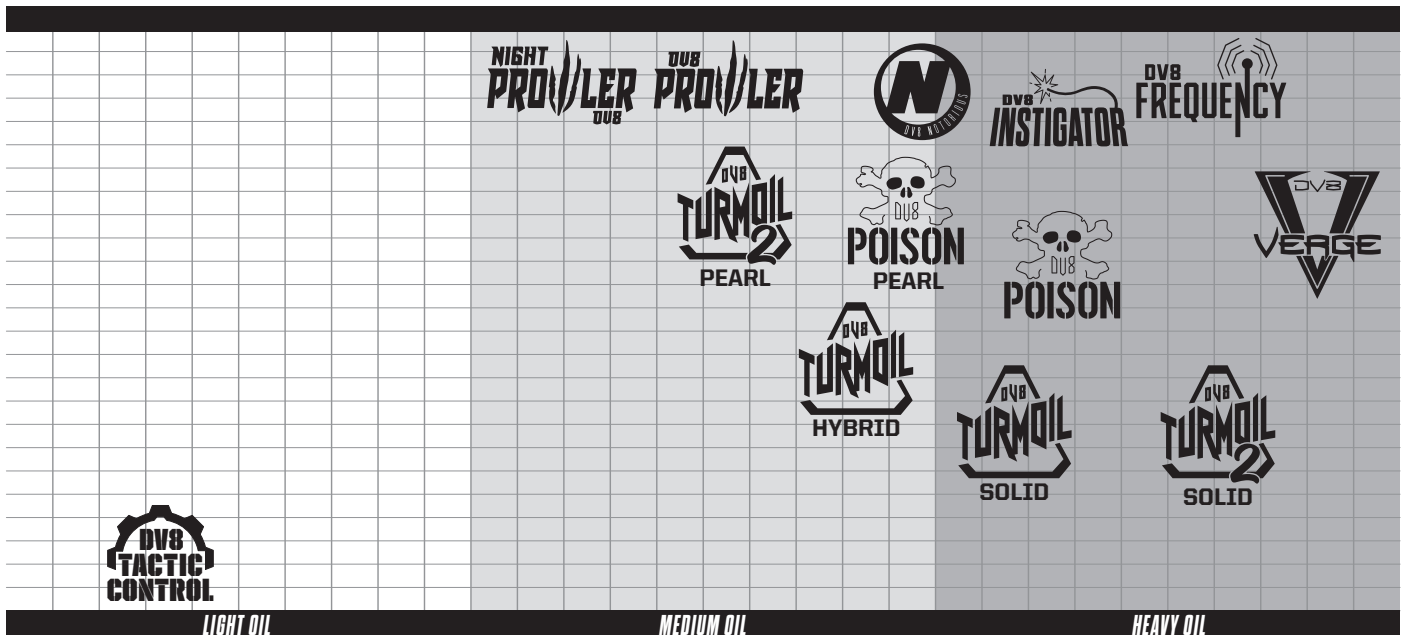 NIGHT
PROWLER
DV8
DV8
PROWLER
N
DV8 NOTORIOUS
DV8
INSTIGATOR
DV8
FREQUENCY
DV8
TURMOIL
2
PEARL
DV8
POISON
PEARL
DV8
POISON
DV8
VERGE
DV8
TURMOIL
HYBRID
DV8
TURMOIL
SOLID
DV8
TURMOIL
2
SOLID
DV8
TACTIC
CONTROL
LIGHT OIL
MEDIUM OIL
HEAVY OIL